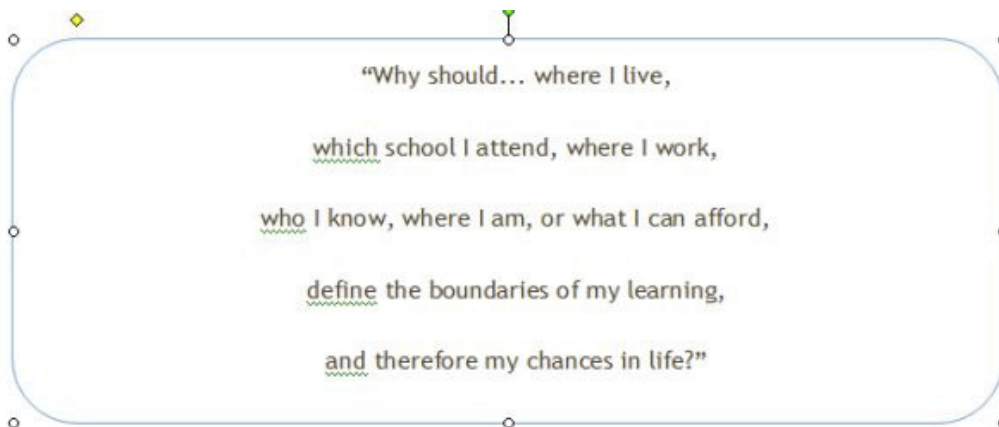 “Why should... where I live,
which school I attend, where I work,
who I know, where I am, or what I can afford,
define the boundaries of my learning,
and therefore my chances in life?”